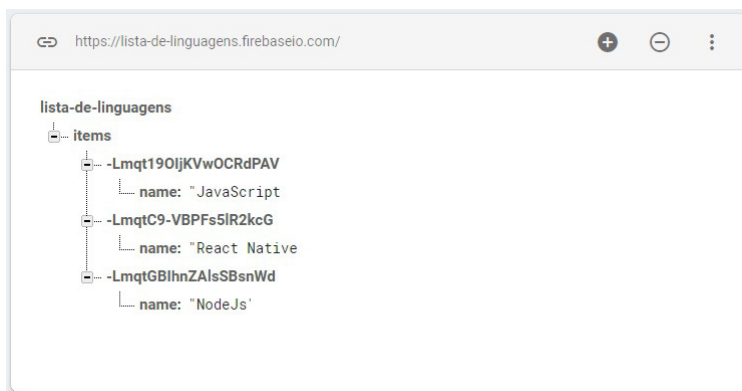 https://lista-de-linguagens.firebaseio.com/
lista-de-linguagens
items
-Lmqt19OljKVwOCRdPAV
name: "JavaScript
-LmqtC9-VBPFs5lR2kcG
name: "React Native
-LmqtGBIhnZAlsSBsnWd
name: "NodeJs'